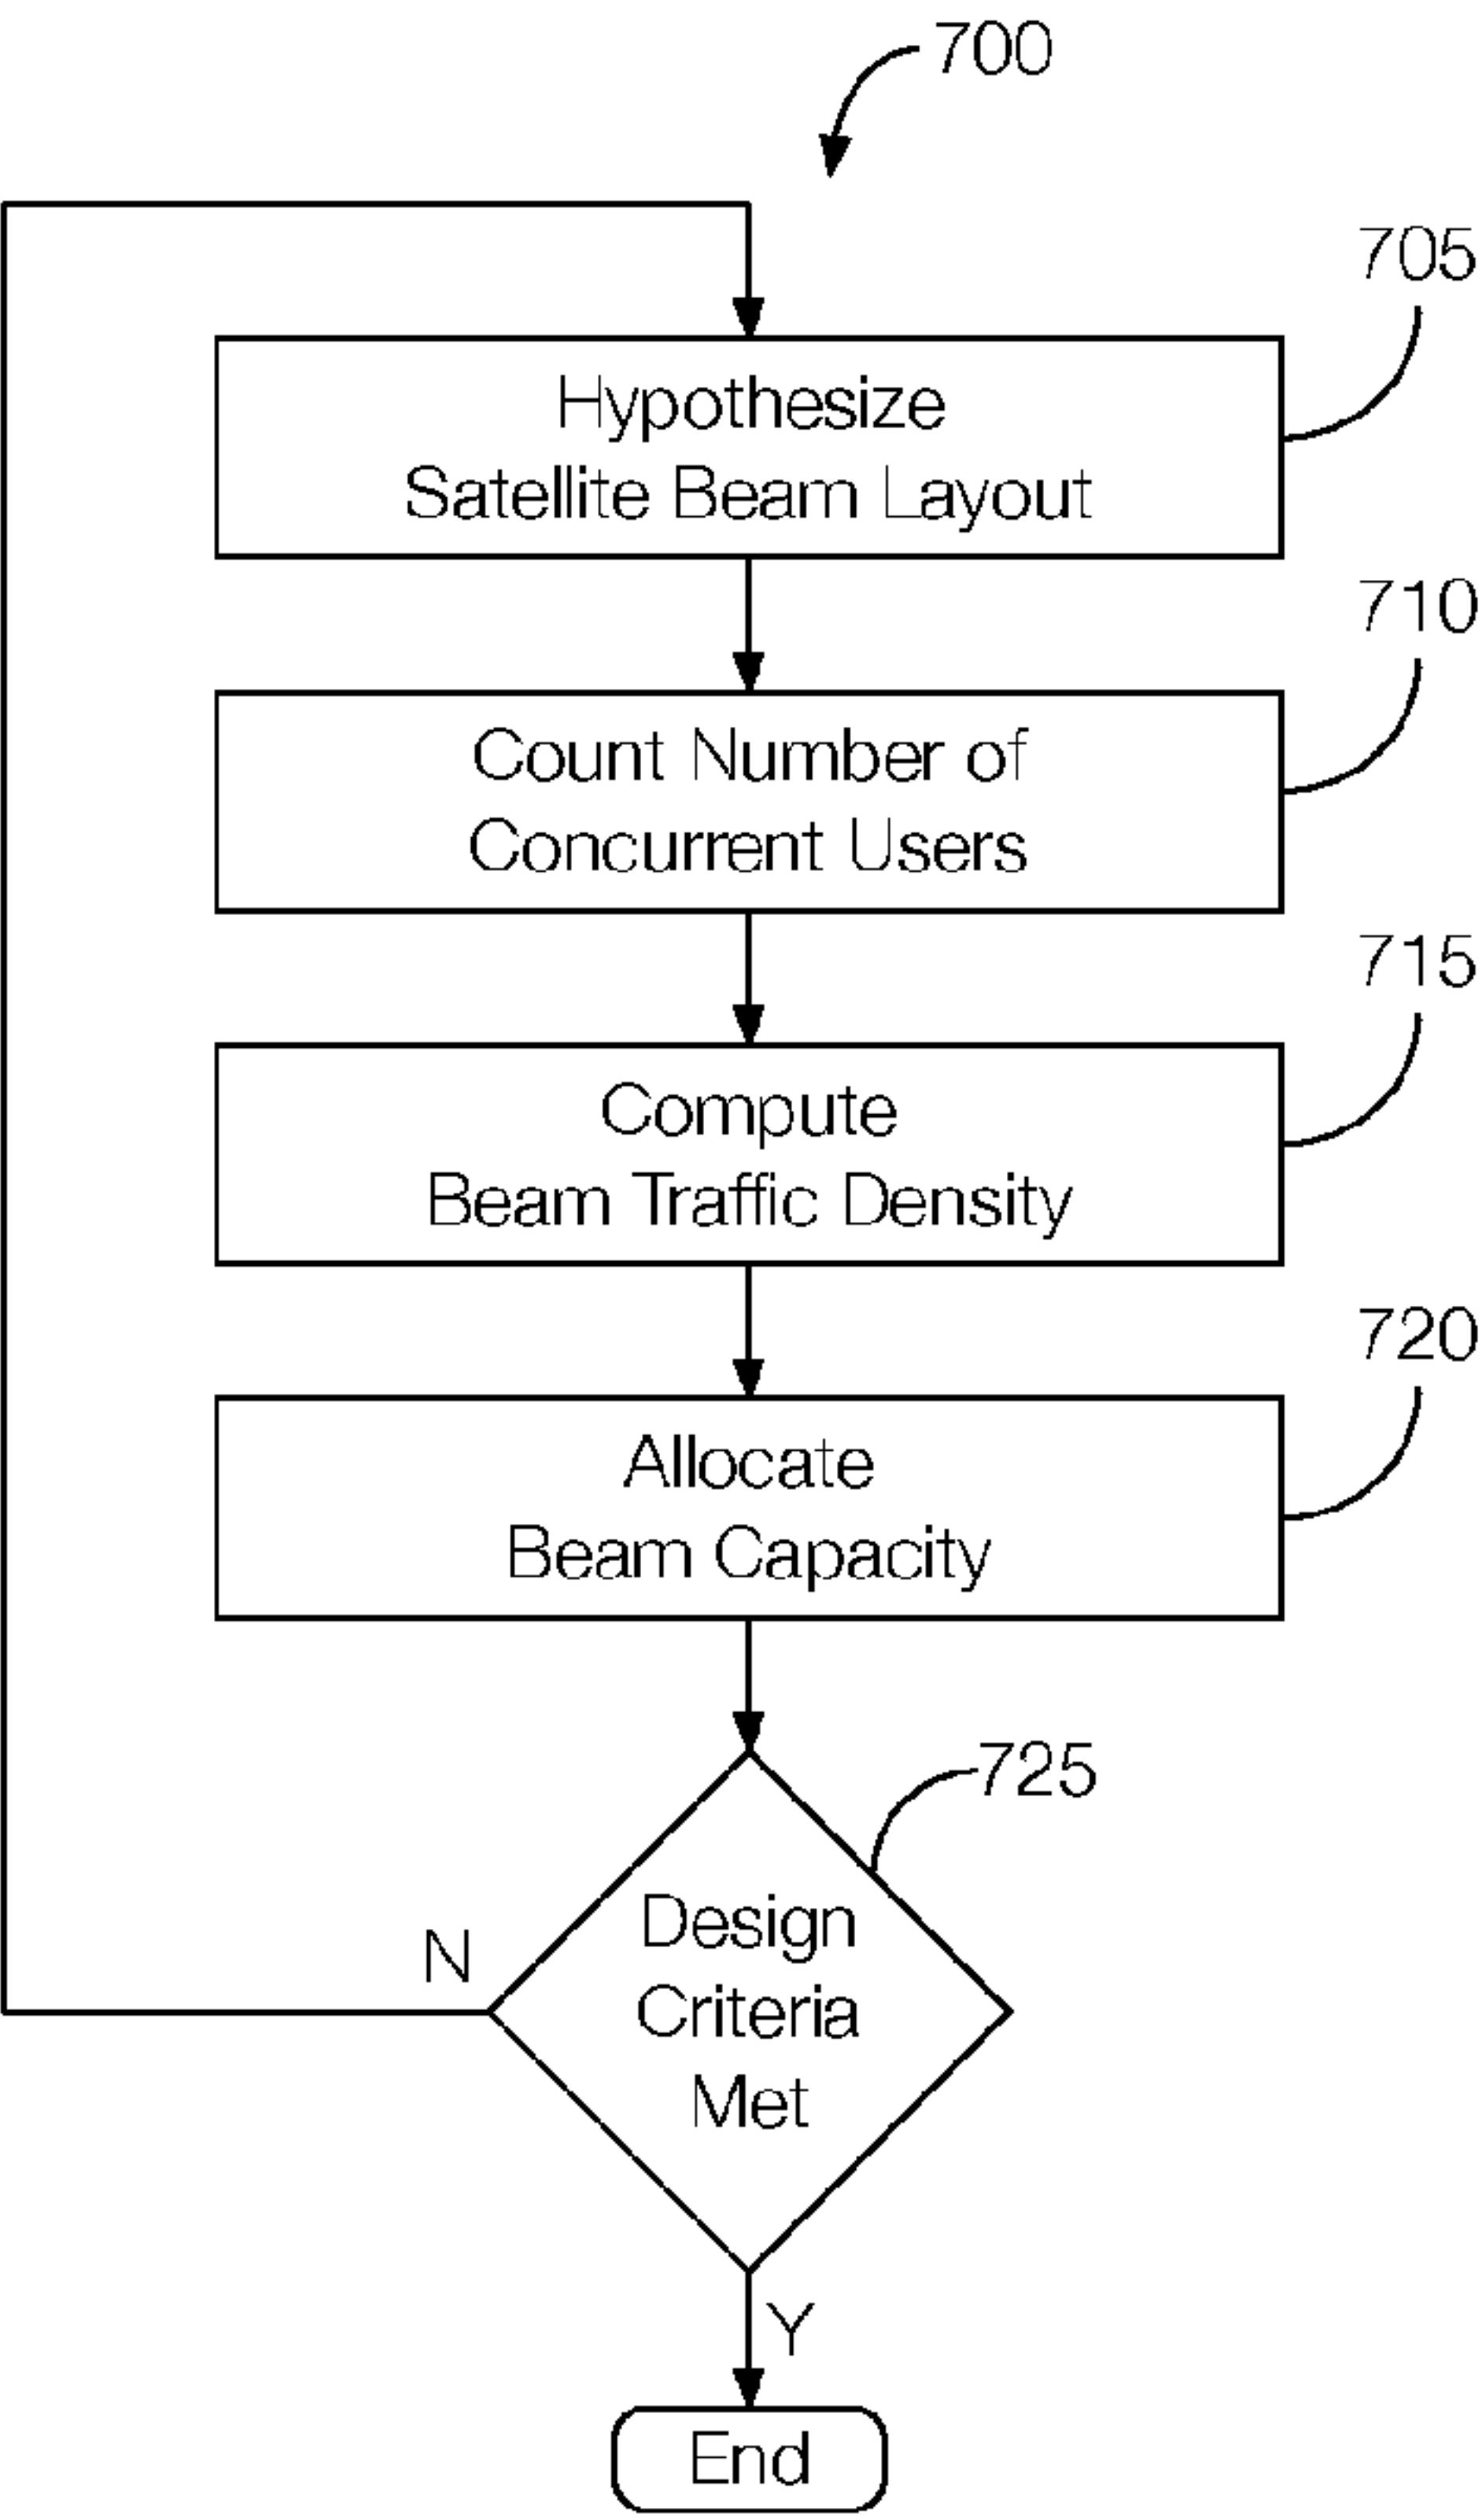 700
705
Hypothesize
Satellite Beam Layout
710
Count Number of
Concurrent Users
715
Compute
Beam Traffic Density
720
Allocate
Beam Capacity
725
Design
Criteria
Met
N
Y
End